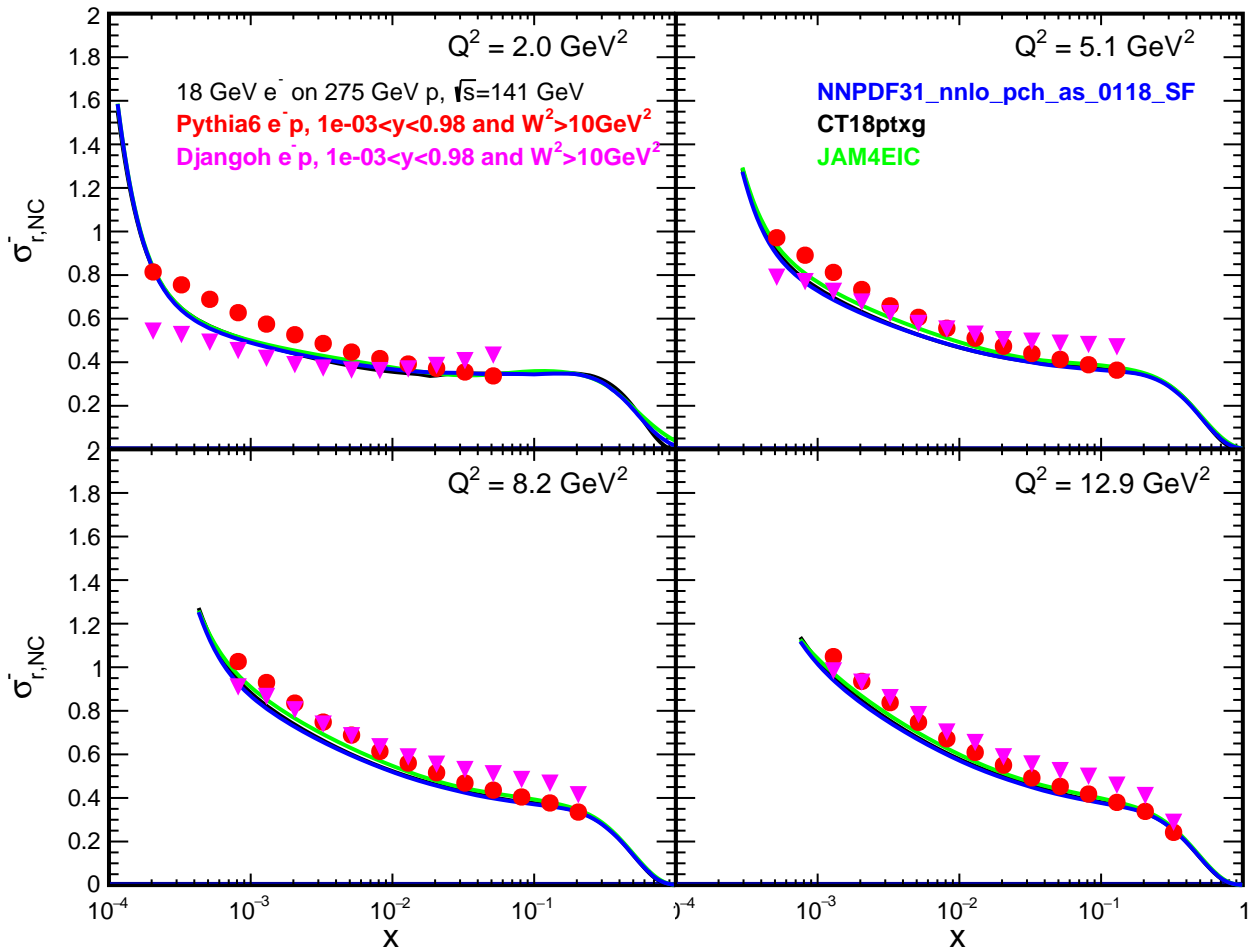 Q² = 2.0 GeV²
18 GeV e⁻ on 275 GeV p, √s=141 GeV
Pythia6 e⁻p, 1e-03<y<0.98 and W²>10GeV²
Djangoh e⁻p, 1e-03<y<0.98 and W²>10GeV²
2
1.8
1.6
1.4
1.2
1
0.8
0.6
0.4
0.2
σ⁻r,NC
Q² = 5.1 GeV²
NNPDF31_nnlo_pch_as_0118_SF
CT18ptxg
JAM4EIC
Q² = 8.2 GeV²
2
1.8
1.6
1.4
1.2
1
0.8
0.6
0.4
0.2
0
σ⁻r,NC
10⁻⁴ 10⁻³ 10⁻² 10⁻¹
x
Q² = 12.9 GeV²
)⁻⁴ 10⁻³ 10⁻² 10⁻¹ 1
x